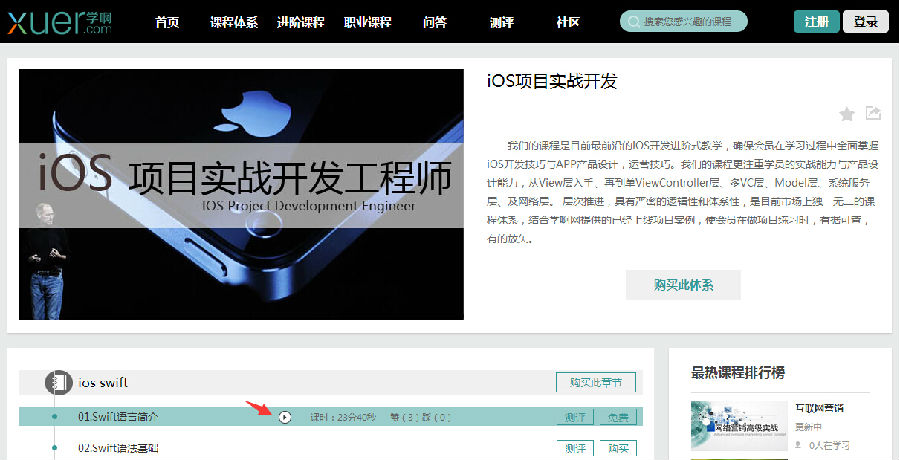 xuer学啊.com
首页 课程体系 进阶课程 职业课程 问答 测评 社区 搜索您感兴趣的课程 注册 登录
iOS 项目实战开发工程师
IOS Project Development Engineer
iOS项目实战开发
我们的课程是目前最前沿的IOS开发进阶式教学，确保会员在学习过程中全面掌握
iOS开发技巧与APP产品设计，运营技巧。我们的课程更注重学员的实战能力与产品设
计能力，从View层入手、再到单ViewController层、多VC层、Model层、系统服务
层、及网络层。层次推进，具有严密的逻辑性和体系性，是目前市场上独一无二的课
程体系，结合学啊网提供的已经上线项目案例，使会员在做项目练习时，有据可查，
有的放矢。
购买此体系
ios swift 购买此章节
01.Swift语言简介 课时：23分40秒 赞 ( 3 ) 踩 ( 0 ) 测评 免费
02.Swift语法基础 测评 购买
最热课程排行榜
网络营销高级实战
互联网营销
更新中
0人在学习